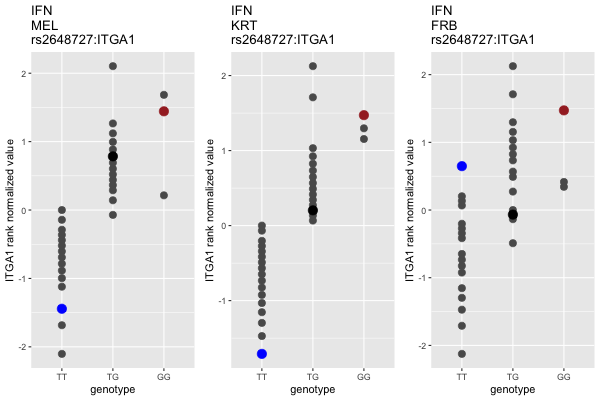 IFN
MEL
rs2648727:ITGA1
ITGA1 rank normalized value
2
1
0
-1
-2
TT
TG
GG
genotype
IFN
KRT
rs2648727:ITGA1
ITGA1 rank normalized value
2
1
0
-1
TT
TG
GG
genotype
IFN
FRB
rs2648727:ITGA1
ITGA1 rank normalized value
2
1
0
-1
-2
TT
TG
GG
genotype